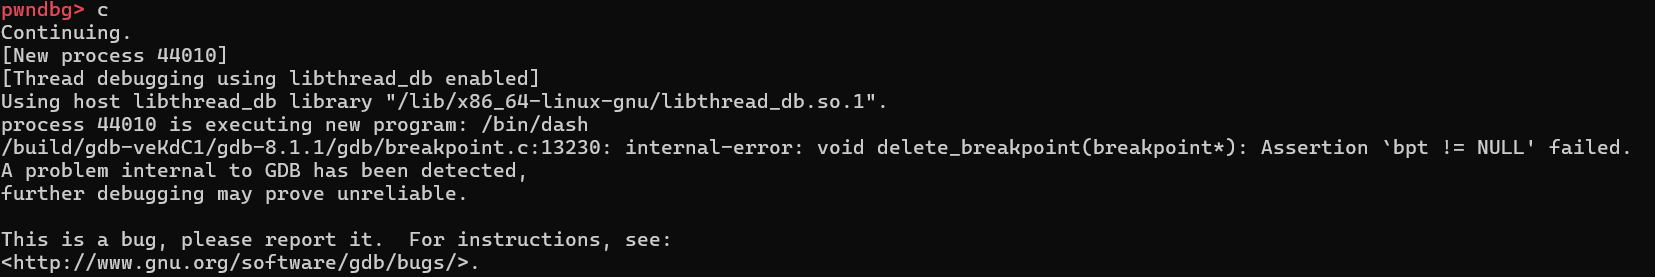 pwndbg> c
Continuing.
[New process 44010]
[Thread debugging using libthread_db enabled]
Using host libthread_db library "/lib/x86_64-linux-gnu/libthread_db.so.1".
process 44010 is executing new program: /bin/dash
/build/gdb-veKdC1/gdb-8.1.1/gdb/breakpoint.c:13230: internal-error: void delete_breakpoint(breakpoint*): Assertion `bpt != NULL' failed.
A problem internal to GDB has been detected,
further debugging may prove unreliable.
This is a bug, please report it.  For instructions, see:
<http://www.gnu.org/software/gdb/bugs/>.